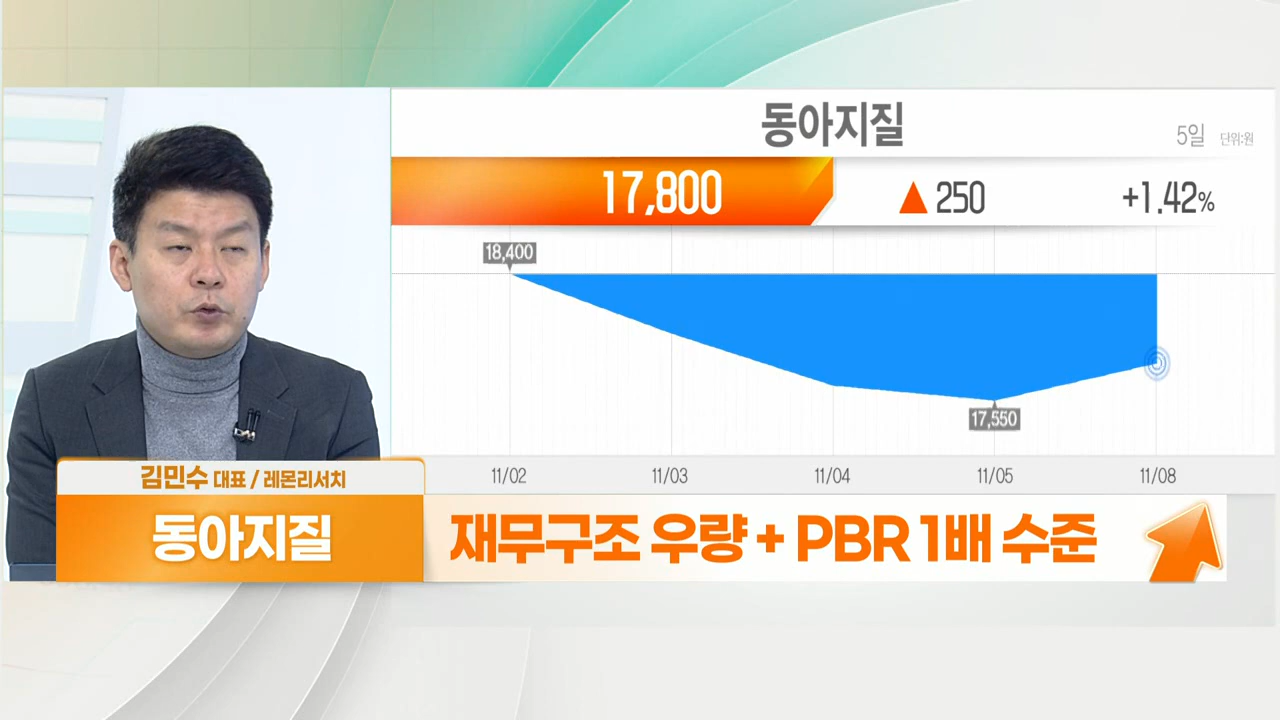 동아지질
5일 단위:원
17,800 ▲ 250 +1.42%
18,400
17,550
11/02 11/03 11/04 11/05 11/08
김민수 대표 / 레몬리서치
동아지질
재무구조 우량 + PBR 1배 수준